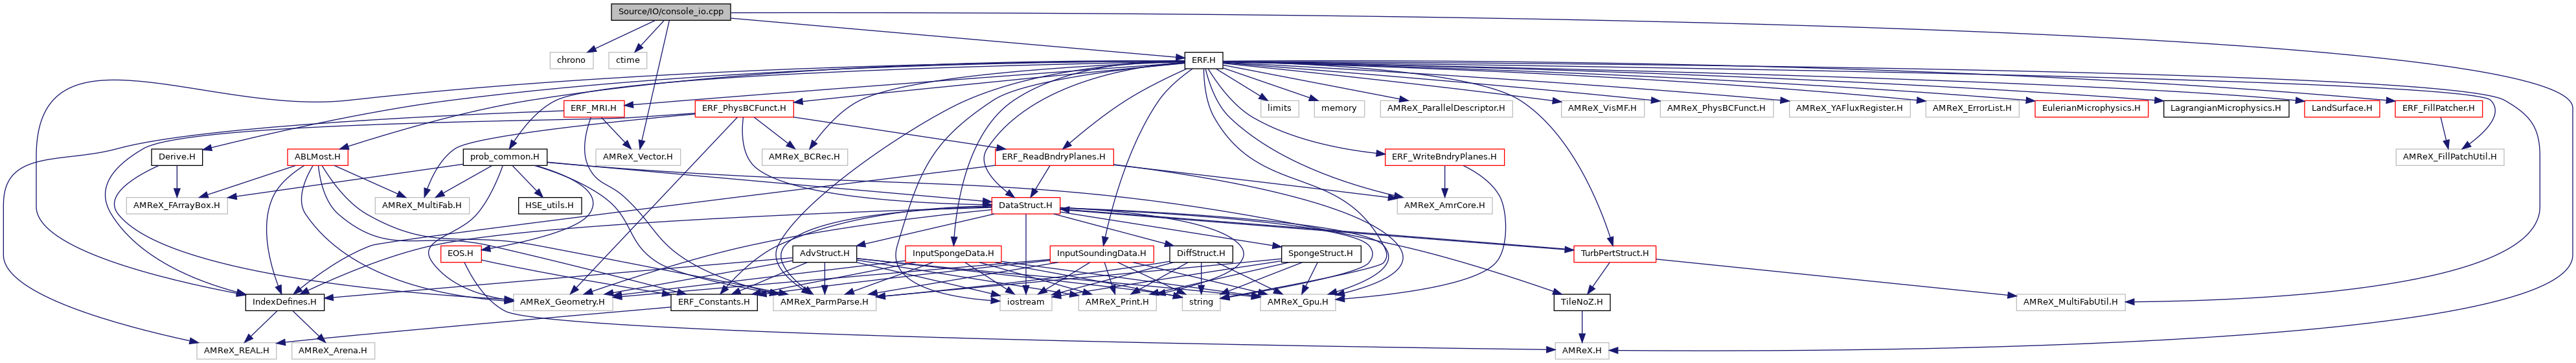 Source/IO/console_io.cpp
chrono
ctime
ERF.H
ERF_MRI.H
ERF_PhysBCFunct.H
limits
memory
AMReX_ParallelDescriptor.H
AMReX_VisMF.H
AMReX_PhysBCFunct.H
AMReX_YAFluxRegister.H
AMReX_ErrorList.H
EulerianMicrophysics.H
LagrangianMicrophysics.H
LandSurface.H
ERF_FillPatcher.H
Derive.H
ABLMost.H
prob_common.H
AMReX_Vector.H
AMReX_BCRec.H
ERF_ReadBndryPlanes.H
ERF_WriteBndryPlanes.H
AMReX_FillPatchUtil.H
AMReX_FArrayBox.H
AMReX_MultiFab.H
HSE_utils.H
DataStruct.H
AMReX_AmrCore.H
EOS.H
AdvStruct.H
InputSpongeData.H
InputSoundingData.H
DiffStruct.H
SpongeStruct.H
TurbPertStruct.H
IndexDefines.H
AMReX_Geometry.H
ERF_Constants.H
AMReX_ParmParse.H
iostream
AMReX_Print.H
string
AMReX_Gpu.H
TileNoZ.H
AMReX_MultiFabUtil.H
AMReX_REAL.H
AMReX_Arena.H
AMReX.H